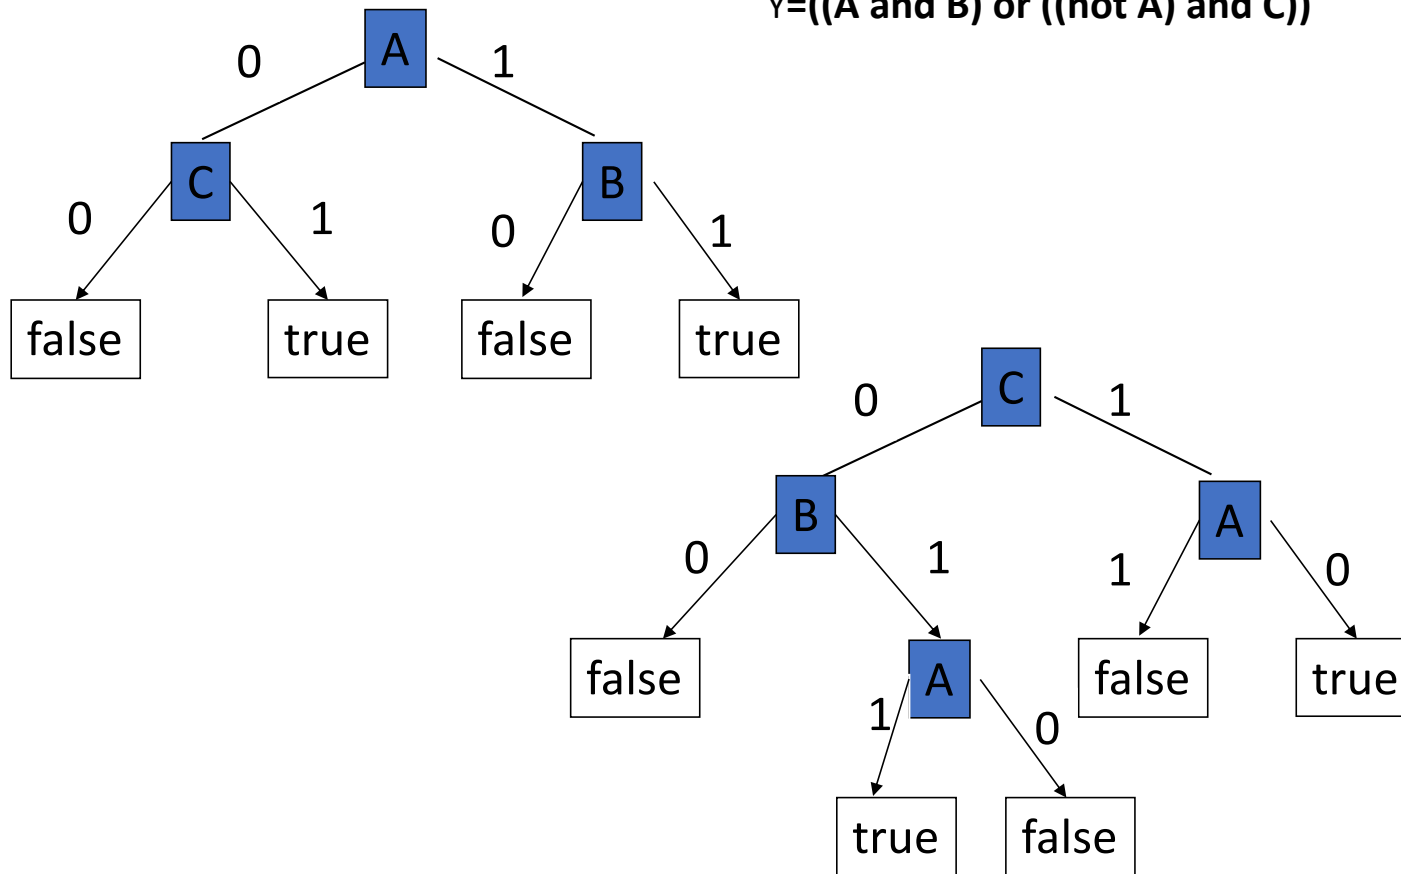 Y=((A and B) or ((not A) and C))
A
0
1
C
B
0
1
0
1
false
true
false
true
C
0
1
B
A
0
1
1
0
false
A
false
true
1
0
true
false